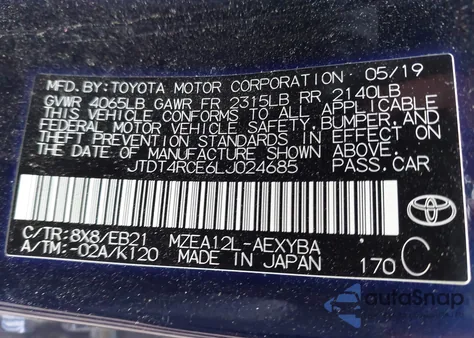 MFD. BY: TOYOTA MOTOR CORPORATION 05/19
GVWR 4065LB GAWR FR 2315LB RR 2140LB
THIS VEHICLE CONFORMS TO ALL APPLICABLE
FEDERAL MOTOR VEHICLE SAFETY, BUMPER, AND
THEFT PREVENTION STANDARDS IN EFFECT ON
THE DATE OF MANUFACTURE SHOWN ABOVE.
JTDT4RCE6LJ024685 PASS. CAR
C/TR: 8X8/EB21 MZEA12L-AEXYBA
A/TM: -02A/K120 MADE IN JAPAN 170 C
TOYOTA
autoSnap